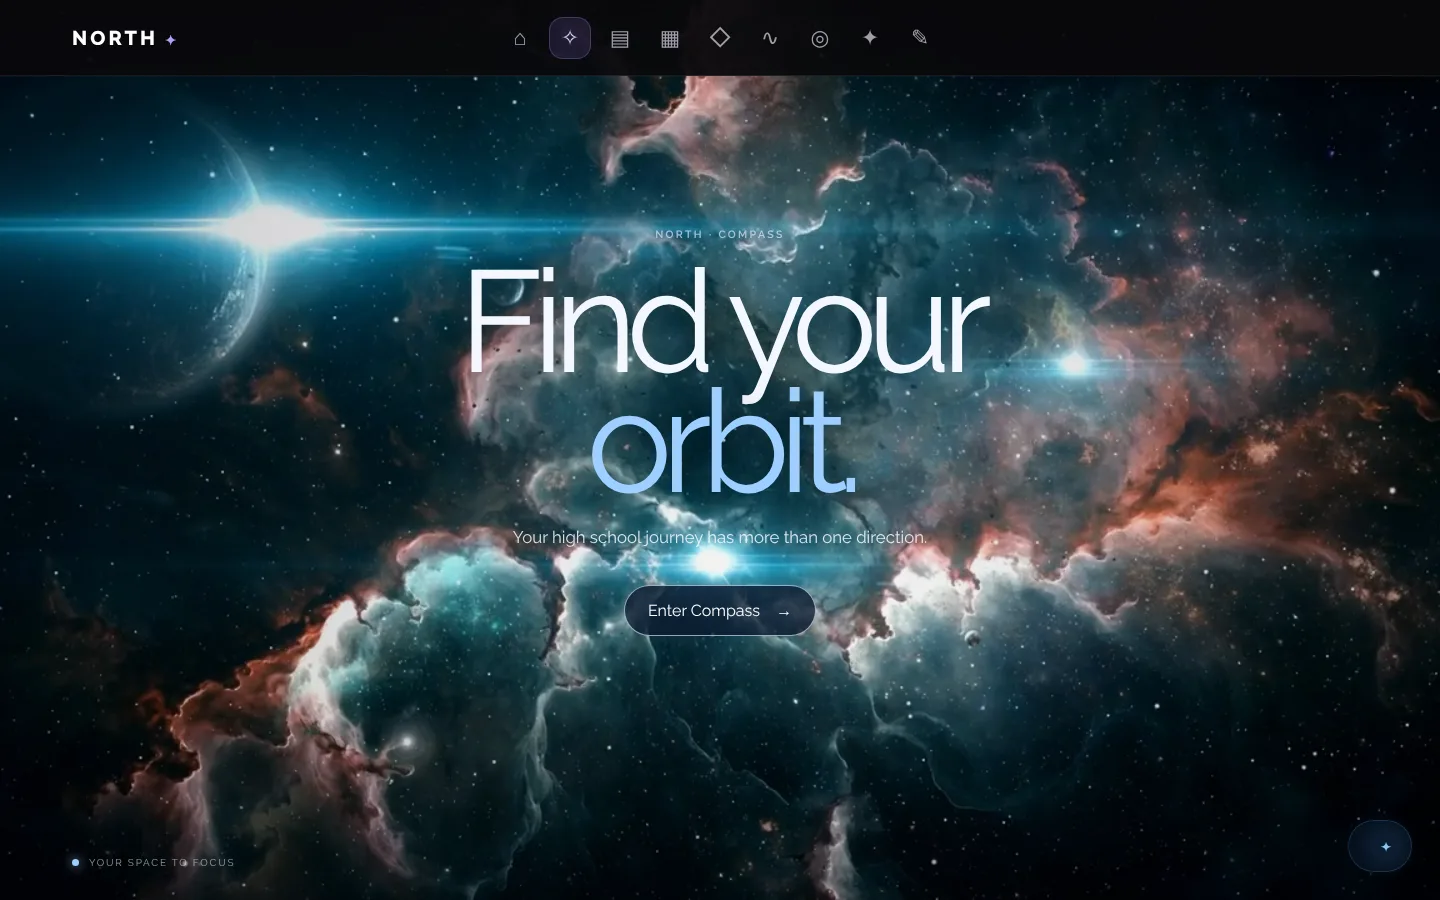 NORTH
NORTH · COMPASS
Find your
orbit.
Your high school journey has more than one direction.
Enter Compass →
YOUR SPACE TO FOCUS